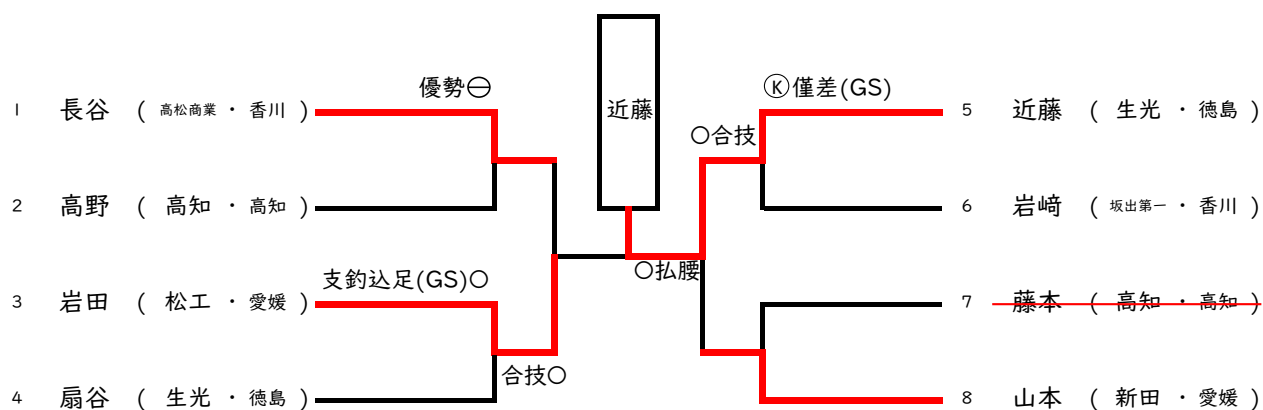 優勢㊀
Ⓚ僅差(GS)
1 長谷 ( 高松商業 ・ 香川 )
近藤
5 近藤 ( 生光 ・ 徳島 )
○合技
2 高野 ( 高知 ・ 高知 )
6 岩﨑 ( 坂出第一 ・ 香川 )
支釣込足(GS)○
○払腰
3 岩田 ( 松工 ・ 愛媛 )
7 藤本 ( 高知 ・ 高知 )
合技○
4 扇谷 ( 生光 ・ 徳島 )
8 山本 ( 新田 ・ 愛媛 )